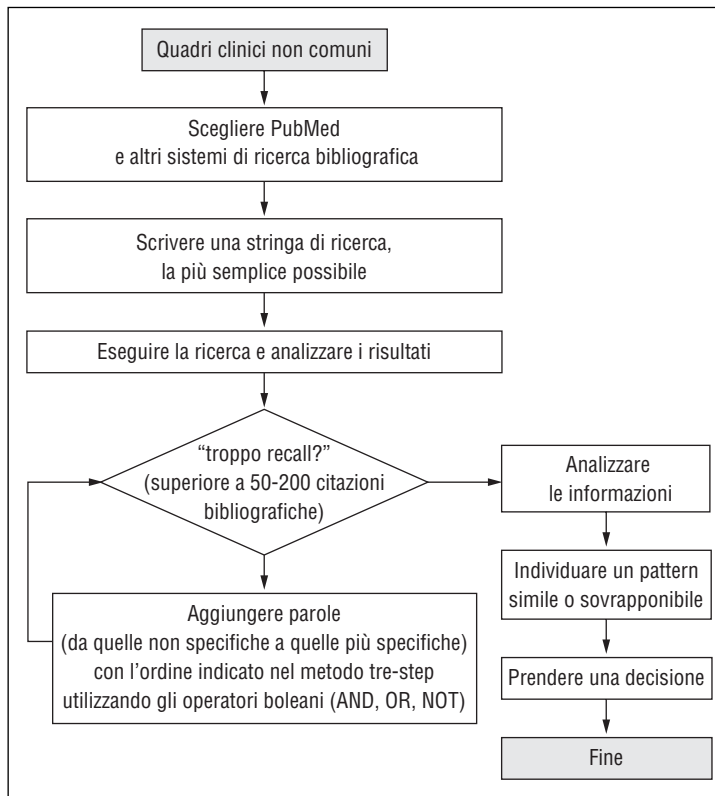 Quadri clinici non comuni
Scegliere PubMed
e altri sistemi di ricerca bibliografica
Scrivere una stringa di ricerca,
la più semplice possibile
Eseguire la ricerca e analizzare i risultati
“troppo recall?”
(superiore a 50-200 citazioni
bibliografiche)
Aggiungere parole
(da quelle non specifiche a quelle più specifiche)
con l’ordine indicato nel metodo tre-step
utilizzando gli operatori boleani (AND, OR, NOT)
Analizzare
le informazioni
Individuare un pattern
simile o sovrapponibile
Prendere una decisione
Fine